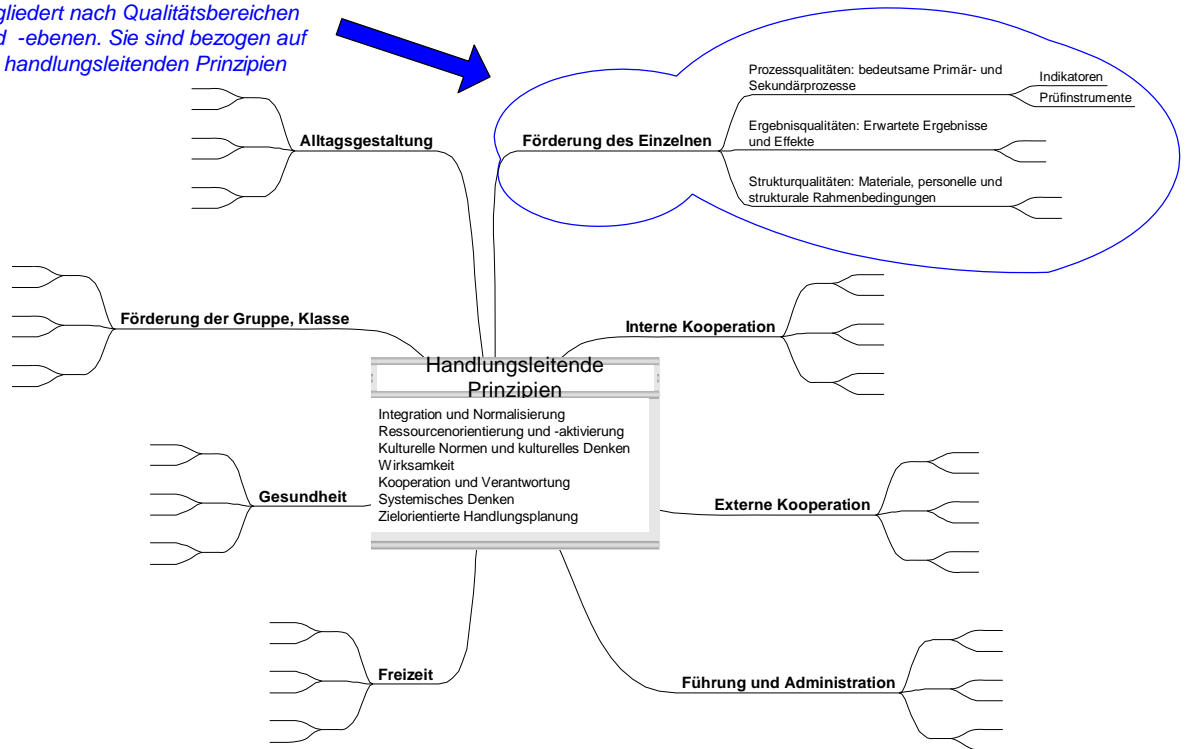 gliedert nach Qualitätsbereichen
-ebenen. Sie sind bezogen auf
handlungsleitenden Prinzipien
Prozessqualitäten: bedeutsame Primär- und
Sekundärprozesse
Indikatoren
Prüfinstrumente
Alltagsgestaltung
Förderung des Einzelnen
Ergebnisqualitäten: Erwartete Ergebnisse
und Effekte
Strukturqualitäten: Materiale, personelle und
strukturale Rahmenbedingungen
Förderung der Gruppe, Klasse
Interne Kooperation
Handlungsleitende
Prinzipien
Integration und Normalisierung
Ressourcenorientierung und -aktivierung
Kulturelle Normen und kulturelles Denken
Wirksamkeit
Kooperation und Verantwortung
Systemisches Denken
Zielorientierte Handlungsplanung
Gesundheit
Externe Kooperation
Freizeit
Führung und Administration